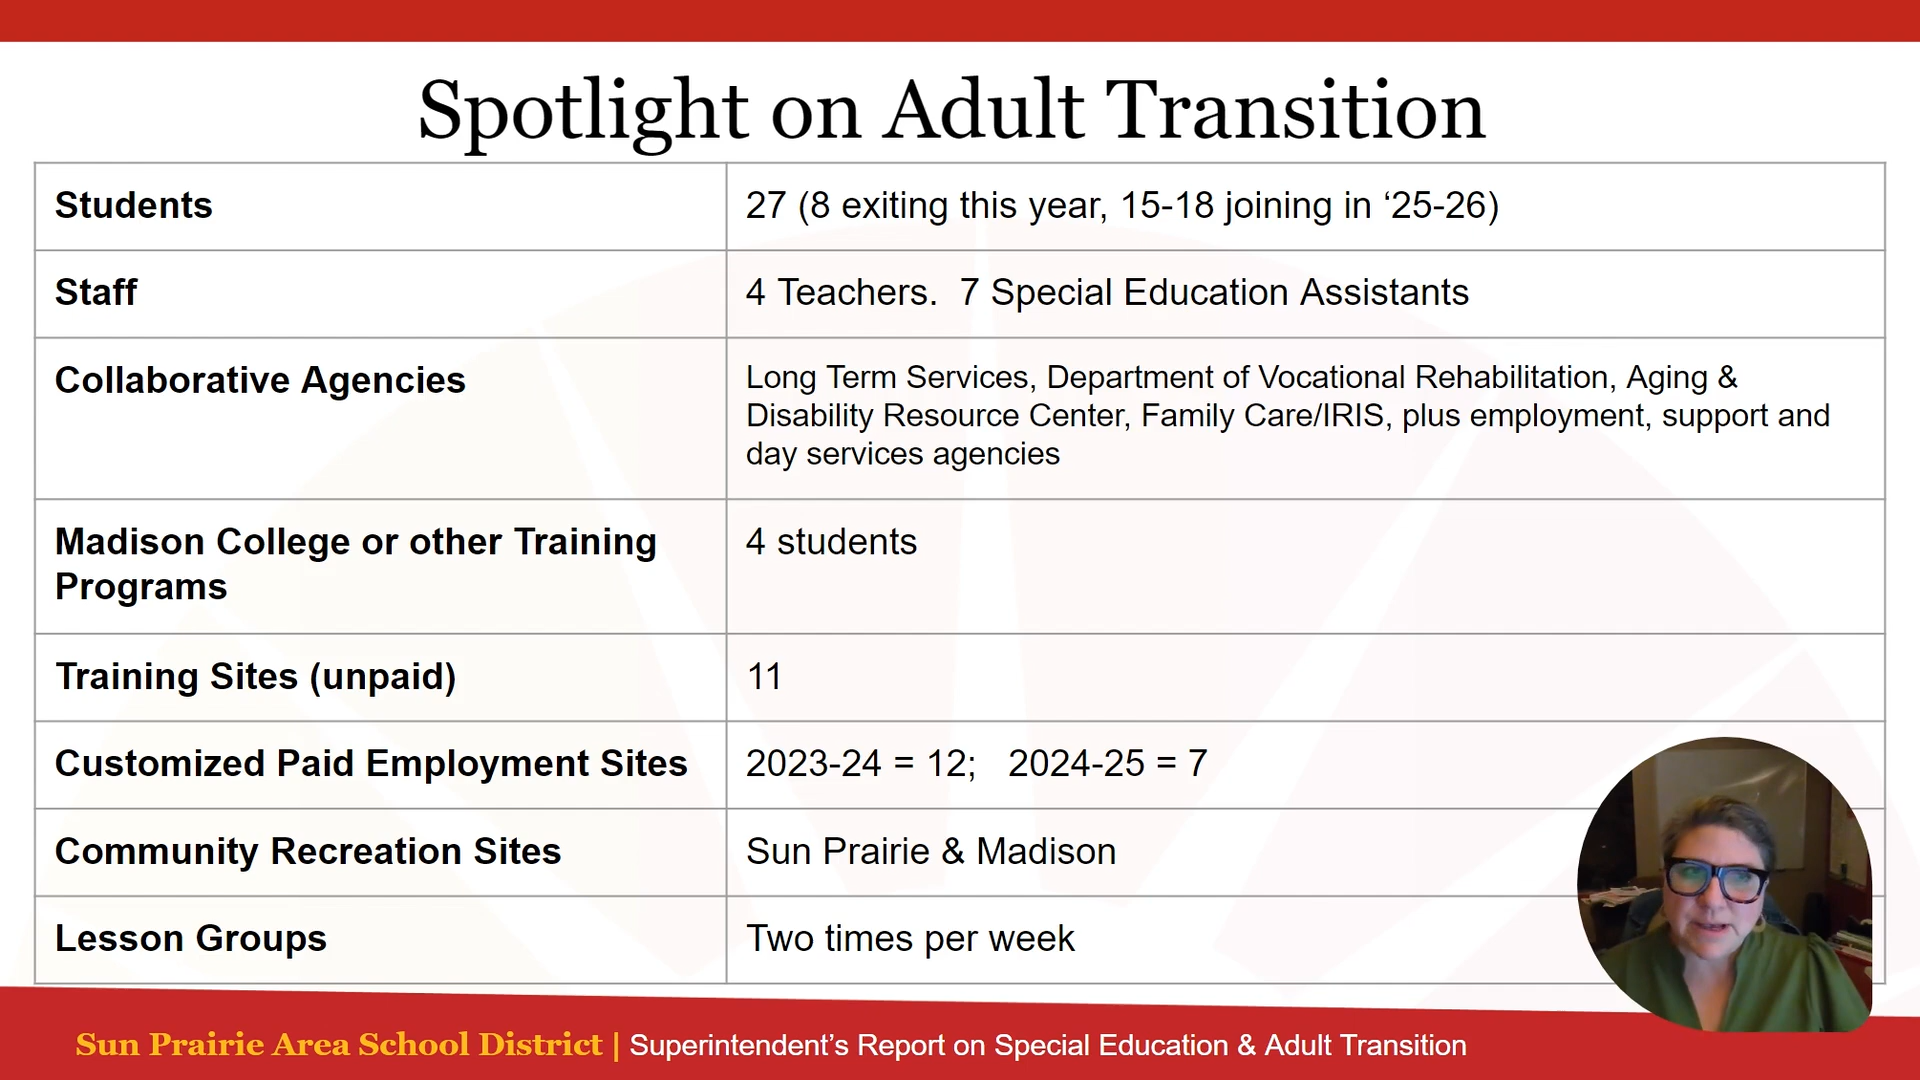 Spotlight on Adult Transition
Students
27 (8 exiting this year, 15-18 joining in ‘25-26)
Staff
4 Teachers.  7 Special Education Assistants
Collaborative Agencies
Long Term Services, Department of Vocational Rehabilitation, Aging &
Disability Resource Center, Family Care/IRIS, plus employment, support and
day services agencies
Madison College or other Training
Programs
4 students
Training Sites (unpaid)
11
Customized Paid Employment Sites
2023-24 = 12;   2024-25 = 7
Community Recreation Sites
Sun Prairie & Madison
Lesson Groups
Two times per week
Sun Prairie Area School District | Superintendent’s Report on Special Education & Adult Transition